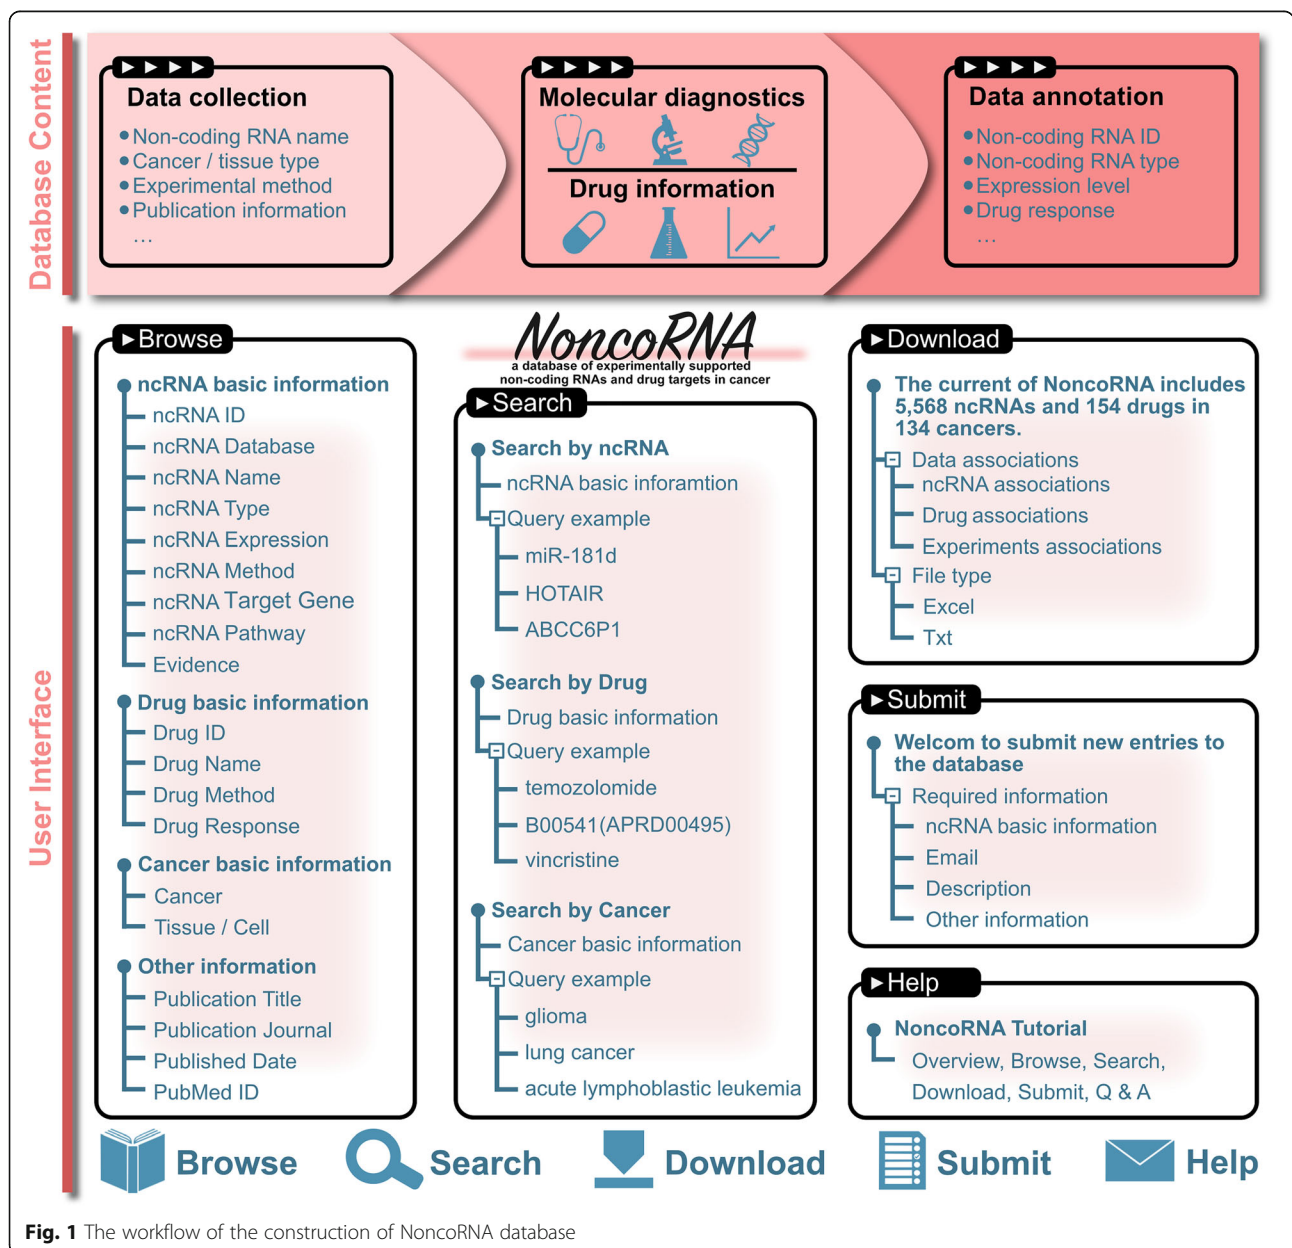 Database Content
Data collection
Non-coding RNA name
Cancer / tissue type
Experimental method
Publication information
...
Molecular diagnostics
Drug information
Data annotation
Non-coding RNA ID
Non-coding RNA type
Expression level
Drug response
...
User Interface
Browse
ncRNA basic information
ncRNA ID
ncRNA Database
ncRNA Name
ncRNA Type
ncRNA Expression
ncRNA Method
ncRNA Target Gene
ncRNA Pathway
Evidence
Drug basic information
Drug ID
Drug Name
Drug Method
Drug Response
Cancer basic information
Cancer
Tissue / Cell
Other information
Publication Title
Publication Journal
Published Date
PubMed ID
NoncoRNA
a database of experimentally supported
non-coding RNAs and drug targets in cancer
Search
Search by ncRNA
ncRNA basic inforamtion
Query example
miR-181d
HOTAIR
ABCC6P1
Search by Drug
Drug basic information
Query example
temozolomide
B00541(APRD00495)
vincristine
Search by Cancer
Cancer basic information
Query example
glioma
lung cancer
acute lymphoblastic leukemia
Download
The current of NoncoRNA includes
5,568 ncRNAs and 154 drugs in
134 cancers.
Data associations
ncRNA associations
Drug associations
Experiments associations
File type
Excel
Txt
Submit
Welcom to submit new entries to
the database
Required information
ncRNA basic information
Email
Description
Other information
Help
NoncoRNA Tutorial
Overview, Browse, Search,
Download, Submit, Q & A
Browse
Search
Download
Submit
Help
Fig. 1 The workflow of the construction of NoncoRNA database